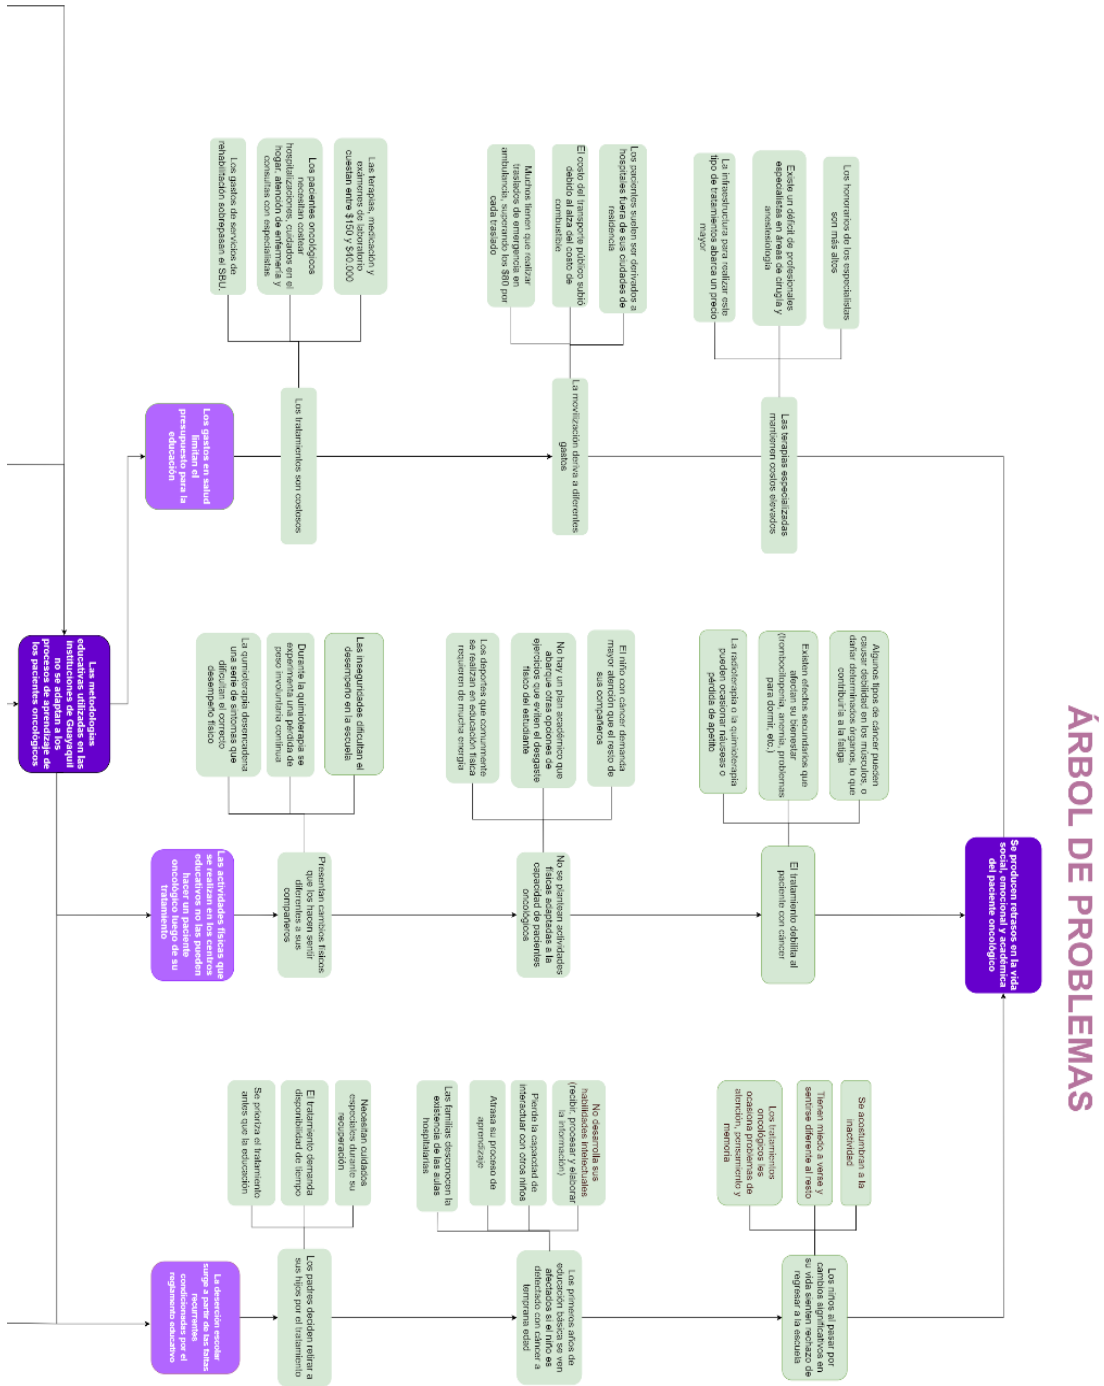 ÁRBOL DE PROBLEMAS
Se producen retrasos en la vida
social, emocional y académica
del paciente oncológico
Los honorarios de los especialistas
son más altos
Existe un déficit de profesionales
especialistas en áreas de cirugía y
anestesiología
La infraestructura para realizar este
tipo de tratamientos abarca un precio
mayor
Las terapias especializadas
mantienen costos elevados
Algunos tipos de cáncer pueden
causar debilidad en los músculos, o
dañar determinados órganos, lo que
contribuiría a la fatiga
Existen efectos secundarios que
afectan su bienestar
(trombocitopenia, anemia, problemas
para dormir, etc.)
La radioterapia o la quimioterapia
pueden ocasionar náuseas o
pérdida de apetito
El tratamiento debilita al
paciente con cáncer
Se acostumbran a la
inactividad
Tienen miedo a verse y
sentirse diferente al resto
Los tratamientos
oncológicos les
ocasiona problemas de
atención, pensamiento y
memoria
Los niños al pasar por
cambios significativos en
su vida sienten rechazo de
regresar a la escuela
Los pacientes suelen ser derivados a
hospitales fuera de sus ciudades de
residencia
El costo del transporte público subió
debido al alza del costo de
combustible
Muchos tienen que realizar
traslados de emergencia en
ambulancia, superando los $80 por
cada traslado
La movilización deriva a diferentes
gastos
El niño con cáncer demanda
mayor atención que el resto de
sus compañeros
No hay un plan académico que
abarque otras opciones de
ejercicios que eviten el desgaste
físico del estudiante
Los deportes que comunmente
se realizan en educación física
requieren de mucha energía
No se plantean actividades
físicas adaptadas a la
capacidad de pacientes
oncológicos
No desarrolla sus
habilidades intelectuales
(recibir, procesar y elaborar
la información)
Pierde la capacidad de
interactuar con otros niños
Atrasa su proceso de
aprendizaje
Las familias desconocen la
existencia de las aulas
hospitalarias
Los primeros años de
educación básica se ven
afectados si el niño es
detectado con cáncer a
temprana edad
Las terapias, medicación y
exámenes de laboratorio
cuestan entre $150 y $40.000
Los pacientes oncológicos
necesitan costear
hospitalizaciones, cuidados en el
hogar, atención de enfermería y
consultas con especialistas
Los gastos de servicios de
rehabilitación sobrepasan el SBU.
Los tratamientos son costosos
Las inseguridades dificultan el
desempeño en la escuela
Durante la quimioterapia se
experimenta una pérdida de
peso involuntaria continua
La quimioterapia desencadena
una serie de síntomas que
dificultan el correcto
desempeño físico
Presentan cambios físicos
que los hacen sentir
diferentes a sus
compañeros
Necesitan cuidados
especiales durante su
recuperación
El tratamiento demanda
disponibilidad de tiempo
Se prioriza el tratamiento
antes que la educación
Los padres deciden retirar a
sus hijos por el tratamiento
Los gastos en salud
limitan el
presupuesto para la
educación
Las actividades físicas que
se realizan en los centros
educativos no las pueden
hacer un paciente
oncológico luego de su
tratamiento
La deserción escolar
surge a partir de las faltas
recurrentes
condicionadas por el
reglamento educativo
Las metodologías
educativas utilizadas en las
instituciones de Guayaquil
no se adaptan a los
procesos de aprendizaje de
los pacientes oncológicos